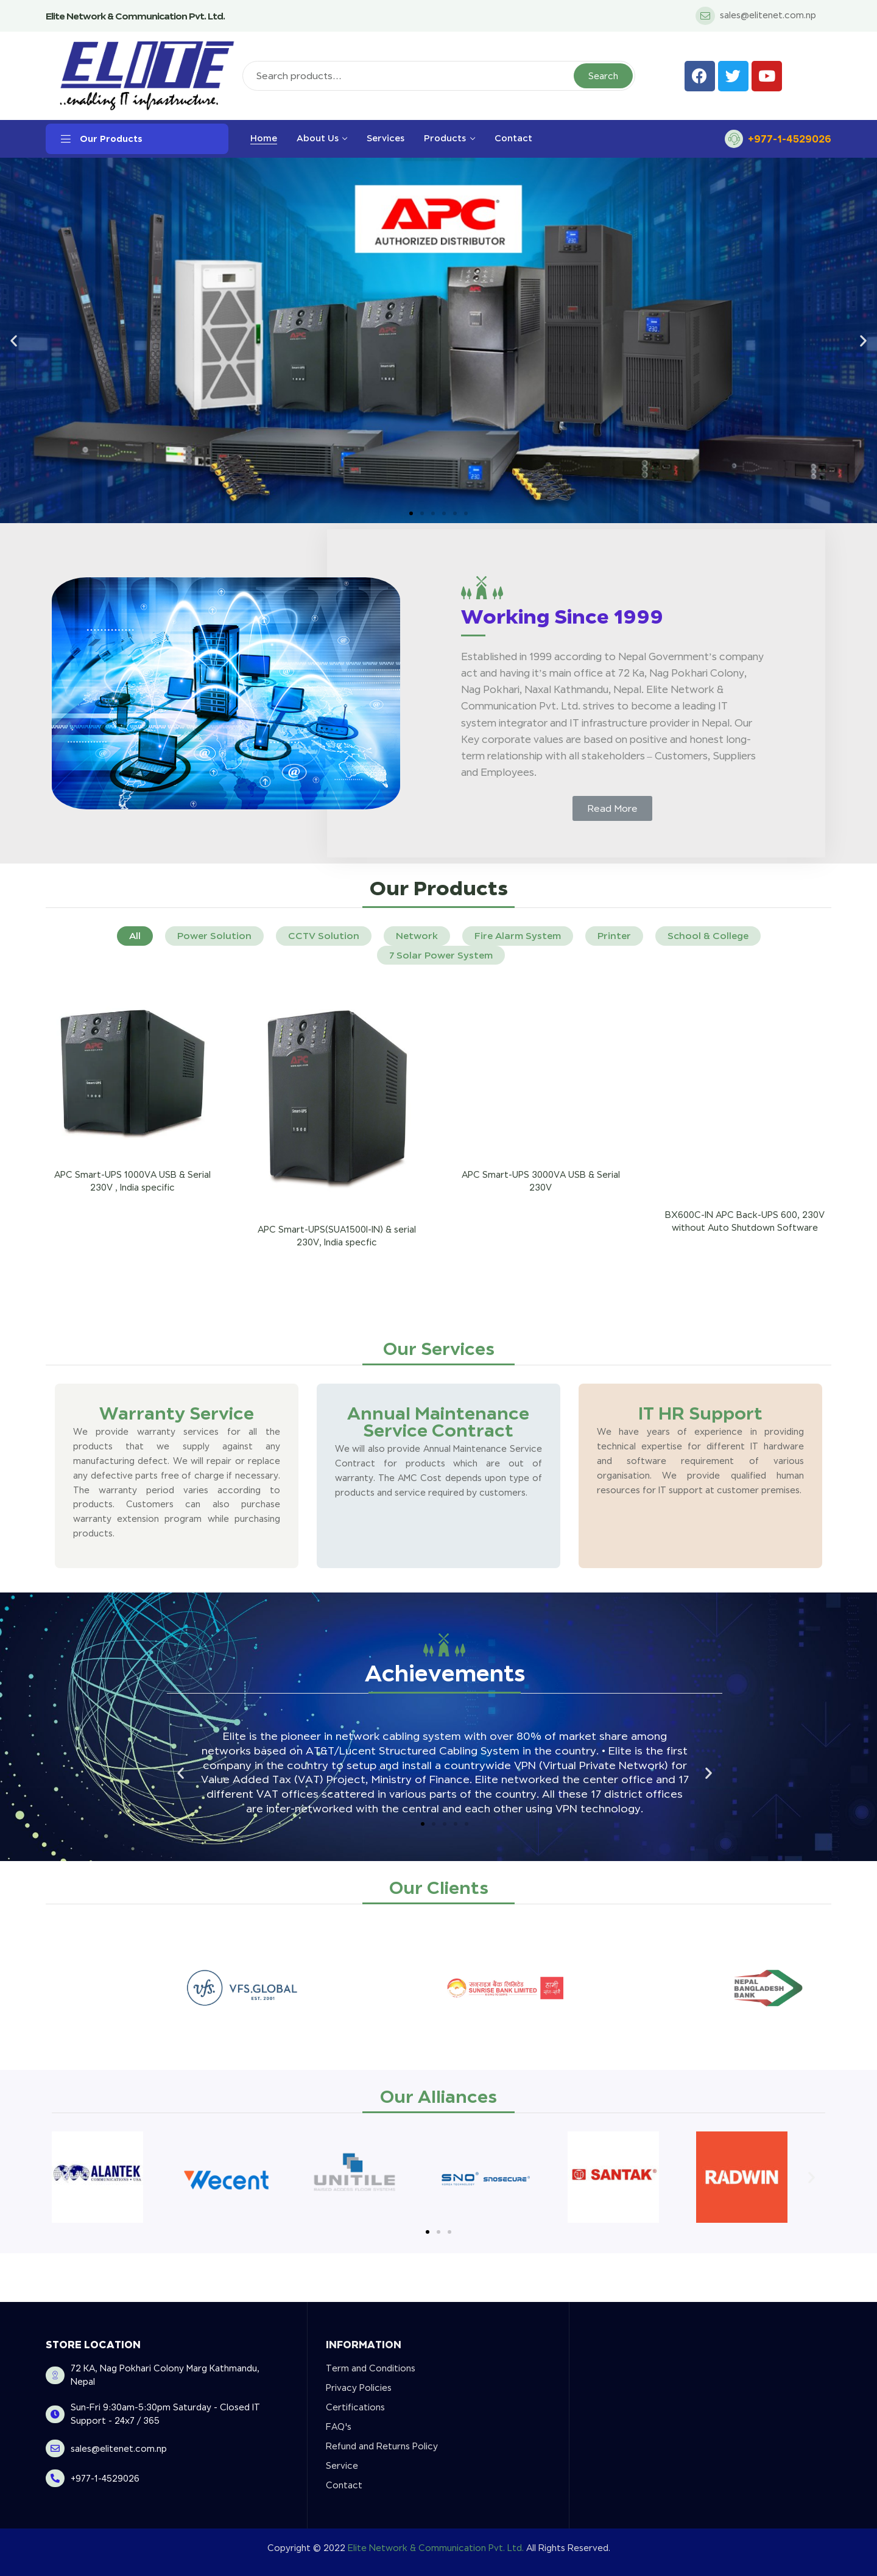 Elite Network & Communication Pvt. Ltd.
sales@elitenet.com.np
ELITE
..enabling IT infrastructure.
Search products...
Search
Our Products
Home
About Us
Services
Products
Contact
+977-1-4529026
APC
AUTHORIZED DISTRIBUTOR
Working Since 1999
Established in 1999 according to Nepal Government's company
act and having it's main office at 72 Ka, Nag Pokhari Colony,
Nag Pokhari, Naxal Kathmandu, Nepal. Elite Network &
Communication Pvt. Ltd. strives to become a leading IT
system integrator and IT infrastructure provider in Nepal. Our
Key corporate values are based on positive and honest long-
term relationship with all stakeholders – Customers, Suppliers
and Employees.
Read More
Our Products
All
Power Solution
CCTV Solution
Network
Fire Alarm System
Printer
School & College
7 Solar Power System
APC
APC
APC Smart-UPS 1000VA USB & Serial
230V , India specific
APC Smart-UPS(SUA1500I-IN) & serial
230V, India specfic
APC Smart-UPS 3000VA USB & Serial
230V
BX600C-IN APC Back-UPS 600, 230V
without Auto Shutdown Software
Our Services
Warranty Service
We provide warranty services for all the
products that we supply against any
manufacturing defect. We will repair or replace
any defective parts free of charge if necessary.
The warranty period varies according to
products. Customers can also purchase
warranty extension program while purchasing
products.
Annual Maintenance
Service Contract
We will also provide Annual Maintenance Service
Contract for products which are out of
warranty. The AMC Cost depends upon type of
products and service required by customers.
IT HR Support
We have years of experience in providing
technical expertise for different IT hardware
and software requirement of various
organisation. We provide qualified human
resources for IT support at customer premises.
Achievements
Elite is the pioneer in network cabling system with over 80% of market share among
networks based on AT&T/Lucent Structured Cabling System in the country. • Elite is the first
company in the country to setup and install a countrywide VPN (Virtual Private Network) for
Value Added Tax (VAT) Project, Ministry of Finance. Elite networked the center office and 17
different VAT offices scattered in various parts of the country. All these 17 district offices
are inter-networked with the central and each other using VPN technology.
Our Clients
vfs.
VFS.GLOBAL
EST. 2001
सनराइज बैंक लिमिटेड
SUNRISE BANK LIMITED
NEPAL
BANGLADESH
BANK
Our Alliances
ALANTEK
Wecent
UNITILE
SNO
SNOSECURE
SANTAK
RADWIN
STORE LOCATION
72 KA, Nag Pokhari Colony Marg Kathmandu,
Nepal
Sun-Fri 9:30am-5:30pm Saturday - Closed IT
Support - 24x7 / 365
sales@elitenet.com.np
+977-1-4529026
INFORMATION
Term and Conditions
Privacy Policies
Certifications
FAQ's
Refund and Returns Policy
Service
Contact
Copyright © 2022 Elite Network & Communication Pvt. Ltd. All Rights Reserved.